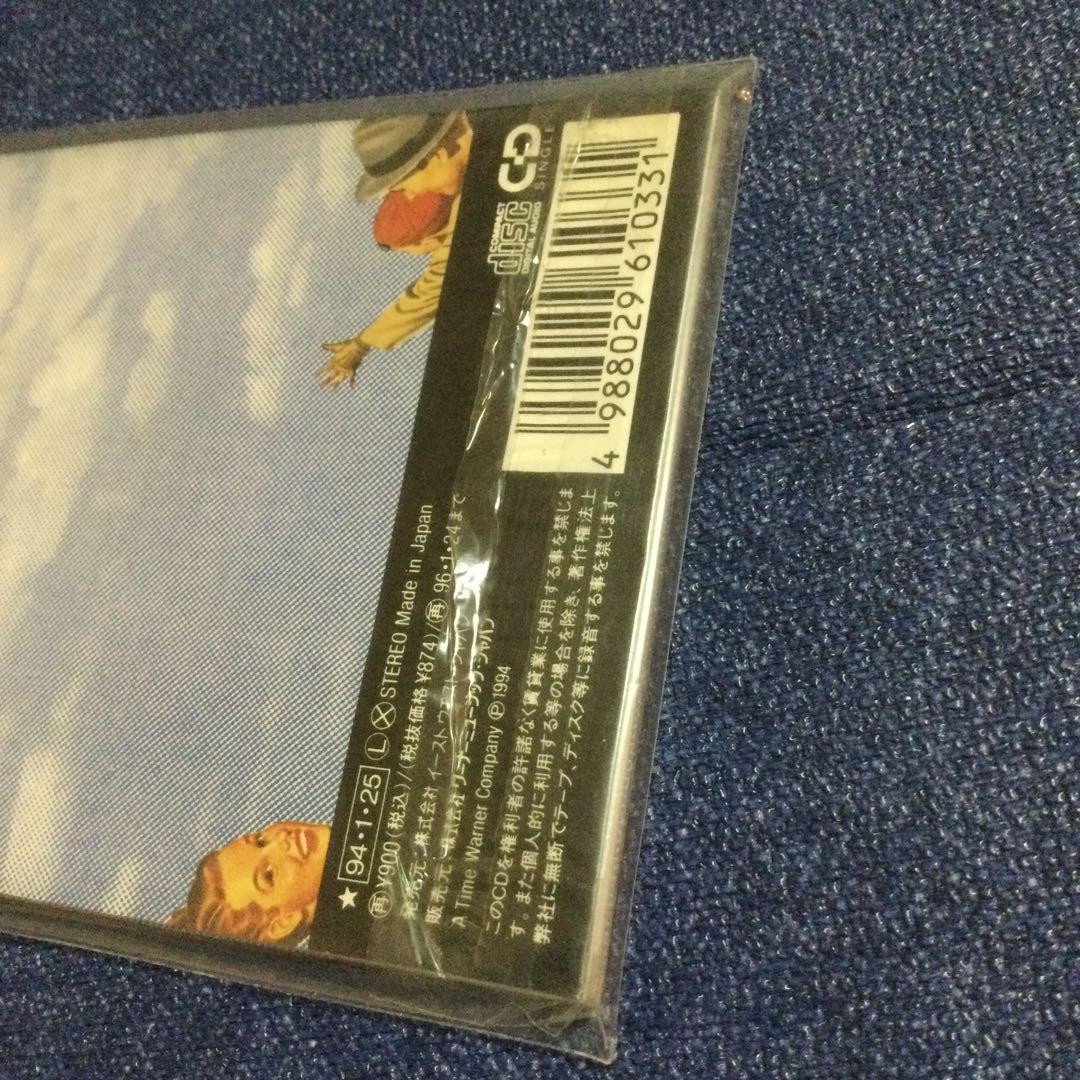 ★ 94・1・25 Ⓛ Ⓧ STEREO Made in Japan
再 ¥900(税込)/(税抜価格¥874)/再 96・1・24まで
発売元:株式会社イーストウエスト・ジャパン
販売元:株式会社ワーナーミュージック・ジャパン
A Time Warner Company Ⓟ1994
このCDを権利者の許諾なく賃貸業に使用する事を禁じま
す。また個人的に利用する等の場合を除き、著作権法上
弊社に無断でテープ、ディスク等に録音する事を禁じます。
COMPACT
disc
DIGITAL AUDIO
CD
SINGLE
4 988029 610331